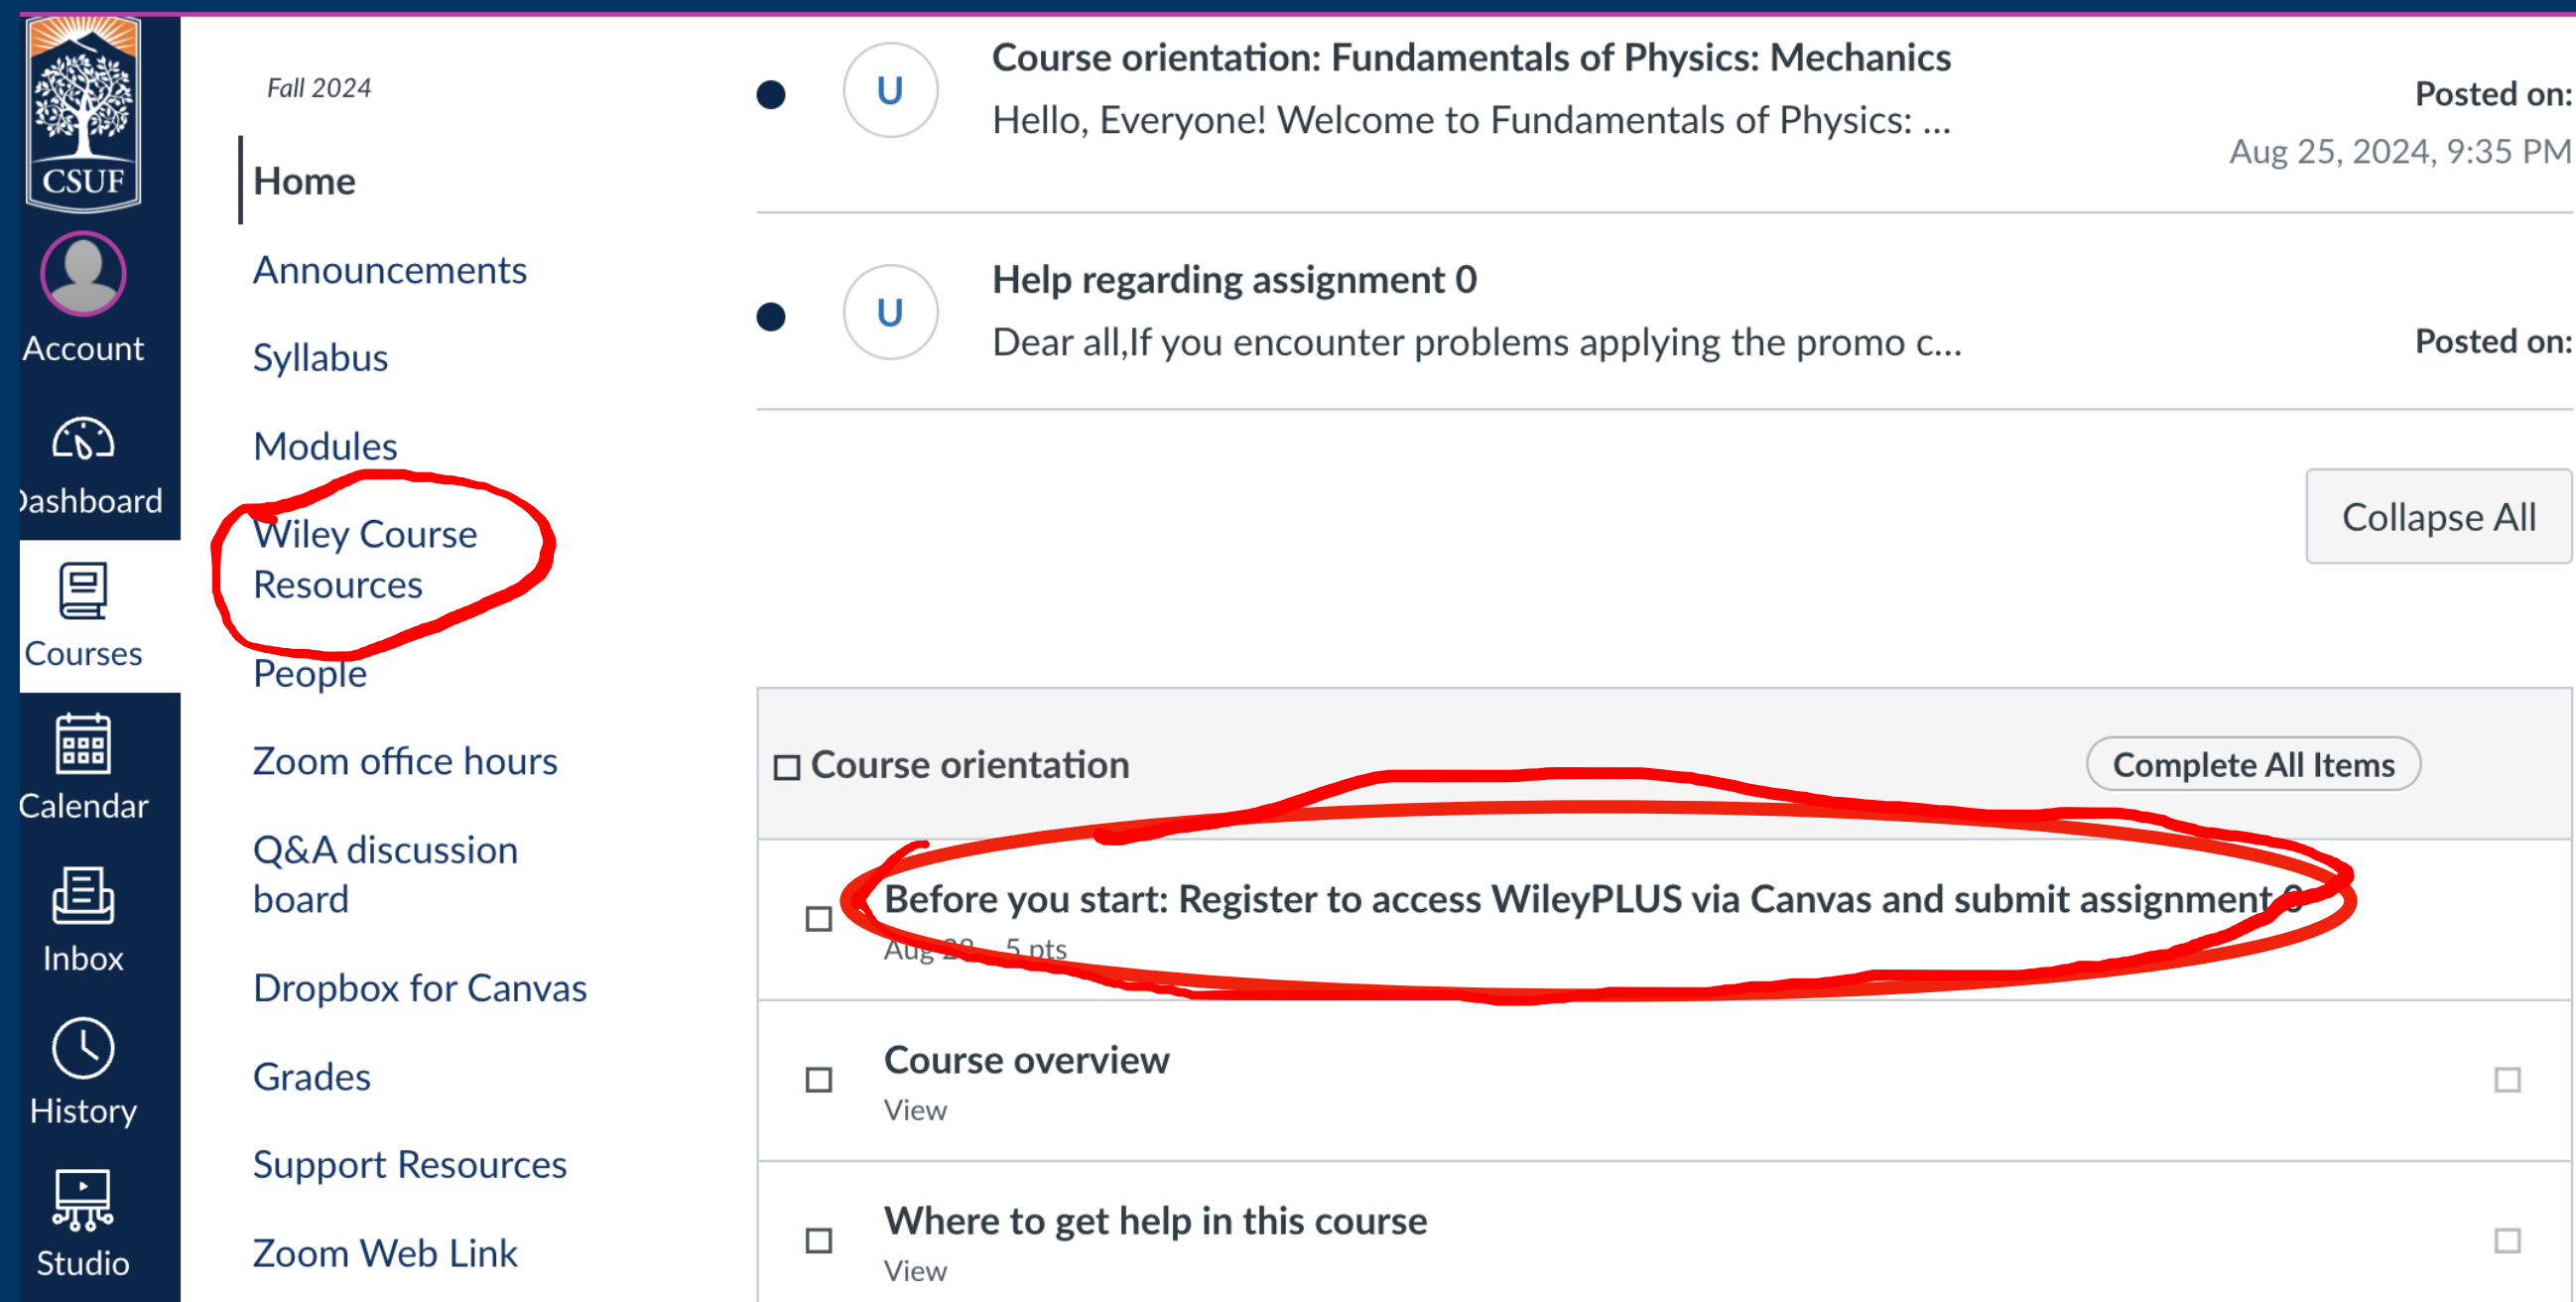 CSUF
Account
Dashboard
Courses
Calendar
Inbox
History
Studio
Fall 2024
Home
Announcements
Syllabus
Modules
Wiley Course
Resources
People
Zoom office hours
Q&A discussion
board
Dropbox for Canvas
Grades
Support Resources
Zoom Web Link
U
Course orientation: Fundamentals of Physics: Mechanics
Hello, Everyone! Welcome to Fundamentals of Physics: ...
Posted on:
Aug 25, 2024, 9:35 PM
U
Help regarding assignment 0
Dear all,If you encounter problems applying the promo c...
Posted on:
Collapse All
Course orientation
Complete All Items
Before you start: Register to access WileyPLUS via Canvas and submit assignment 0
Aug 5 pts
Course overview
View
Where to get help in this course
View